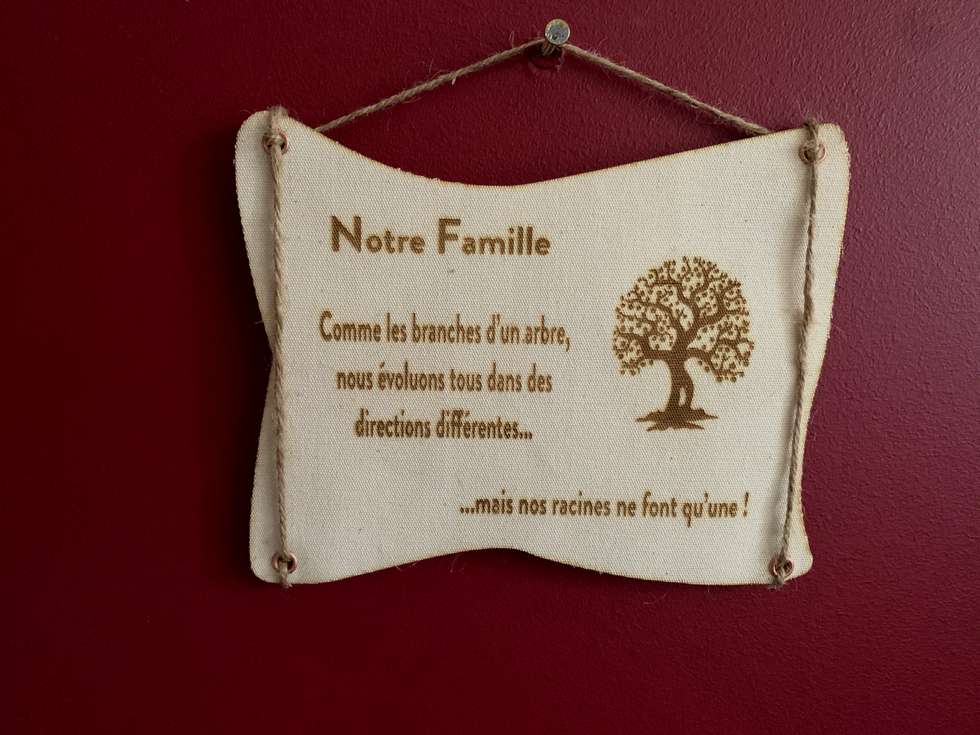 Notre Famille
Comme les branches d'un arbre,
nous évoluons tous dans des
directions différentes...
...mais nos racines ne font qu'une !